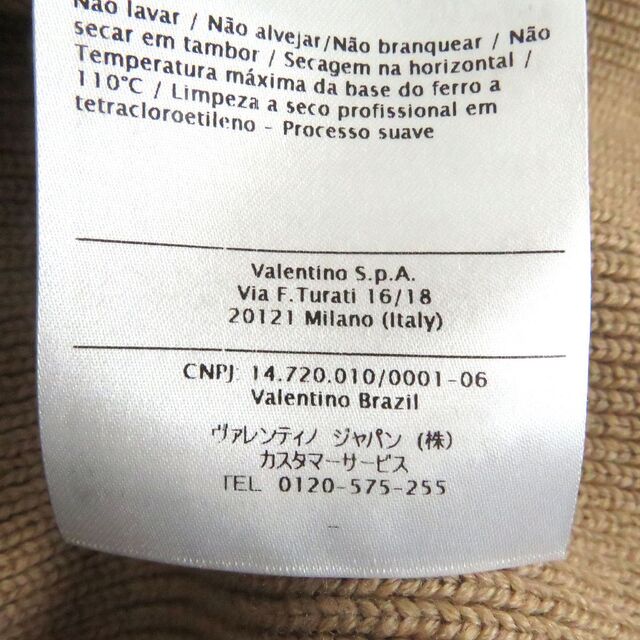 Não lavar / Não alvejar/Não branquear / Não
secar em tambor / Secagem na horizontal /
Temperatura máxima da base do ferro a
110°C / Limpeza a seco profissional em
tetracloroetileno - Processo suave
Valentino S.p.A.
Via F.Turati 16/18
20121 Milano (Italy)
CNPJ: 14.720.010/0001-06
Valentino Brazil
ヴァレンティノ ジャパン (株)
カスタマーサービス
TEL 0120-575-255